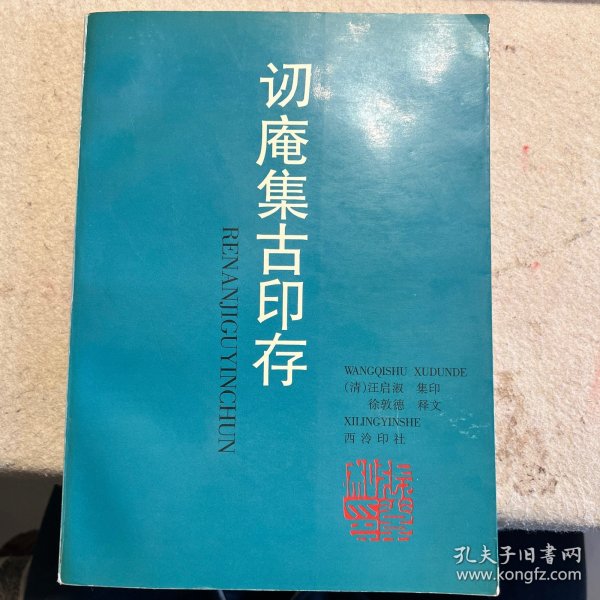 讱庵集古印存
RENANJIGUYINCHUN
WANGQISHU XUDUNDE
(清)汪启淑 集印
徐敦德 释文
XILINGYINSHE
西泠印社
孔夫子旧书网
www.kongfz.com